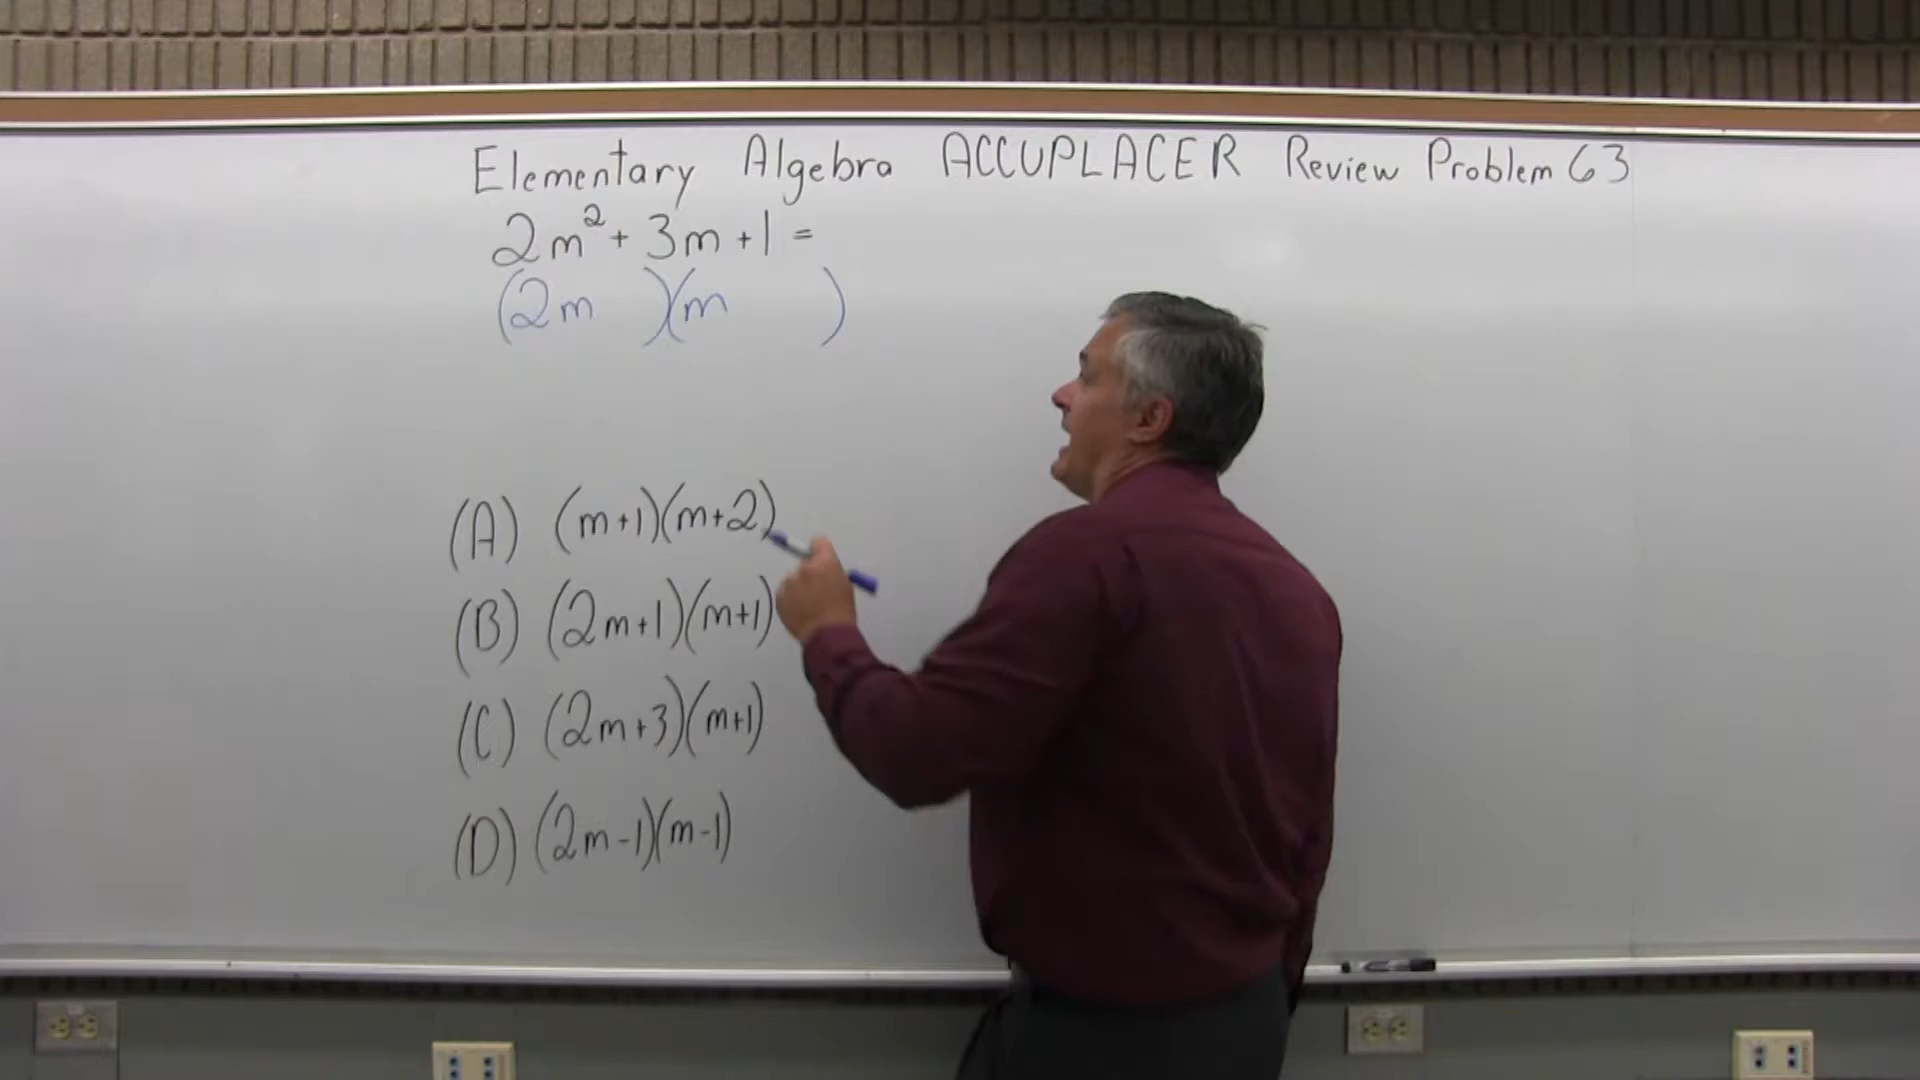 Elementary Algebra ACCUPLACER Review Problem 63
2m² + 3m + 1 =
(2m )(m )
(A) (m+1)(m+2)
(B) (2m+1)(m+1)
(C) (2m+3)(m+1)
(D) (2m-1)(m-1)